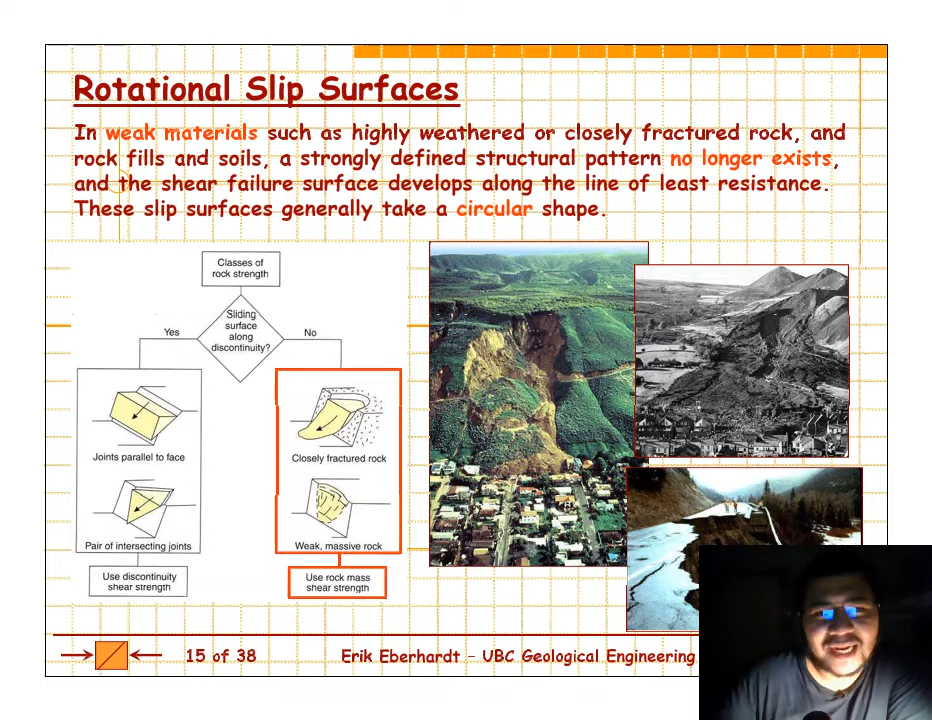 Rotational Slip Surfaces
In weak materials such as highly weathered or closely fractured rock, and
rock fills and soils, a strongly defined structural pattern no longer exists,
and the shear failure surface develops along the line of least resistance.
These slip surfaces generally take a circular shape.
Classes of
rock strength
Sliding
surface
along
discontinuity?
Yes
No
Joints parallel to face
Closely fractured rock
Pair of intersecting joints
Weak, massive rock
Use discontinuity
shear strength
Use rock mass
shear strength
15 of 38
Erik Eberhardt – UBC Geological Engineering